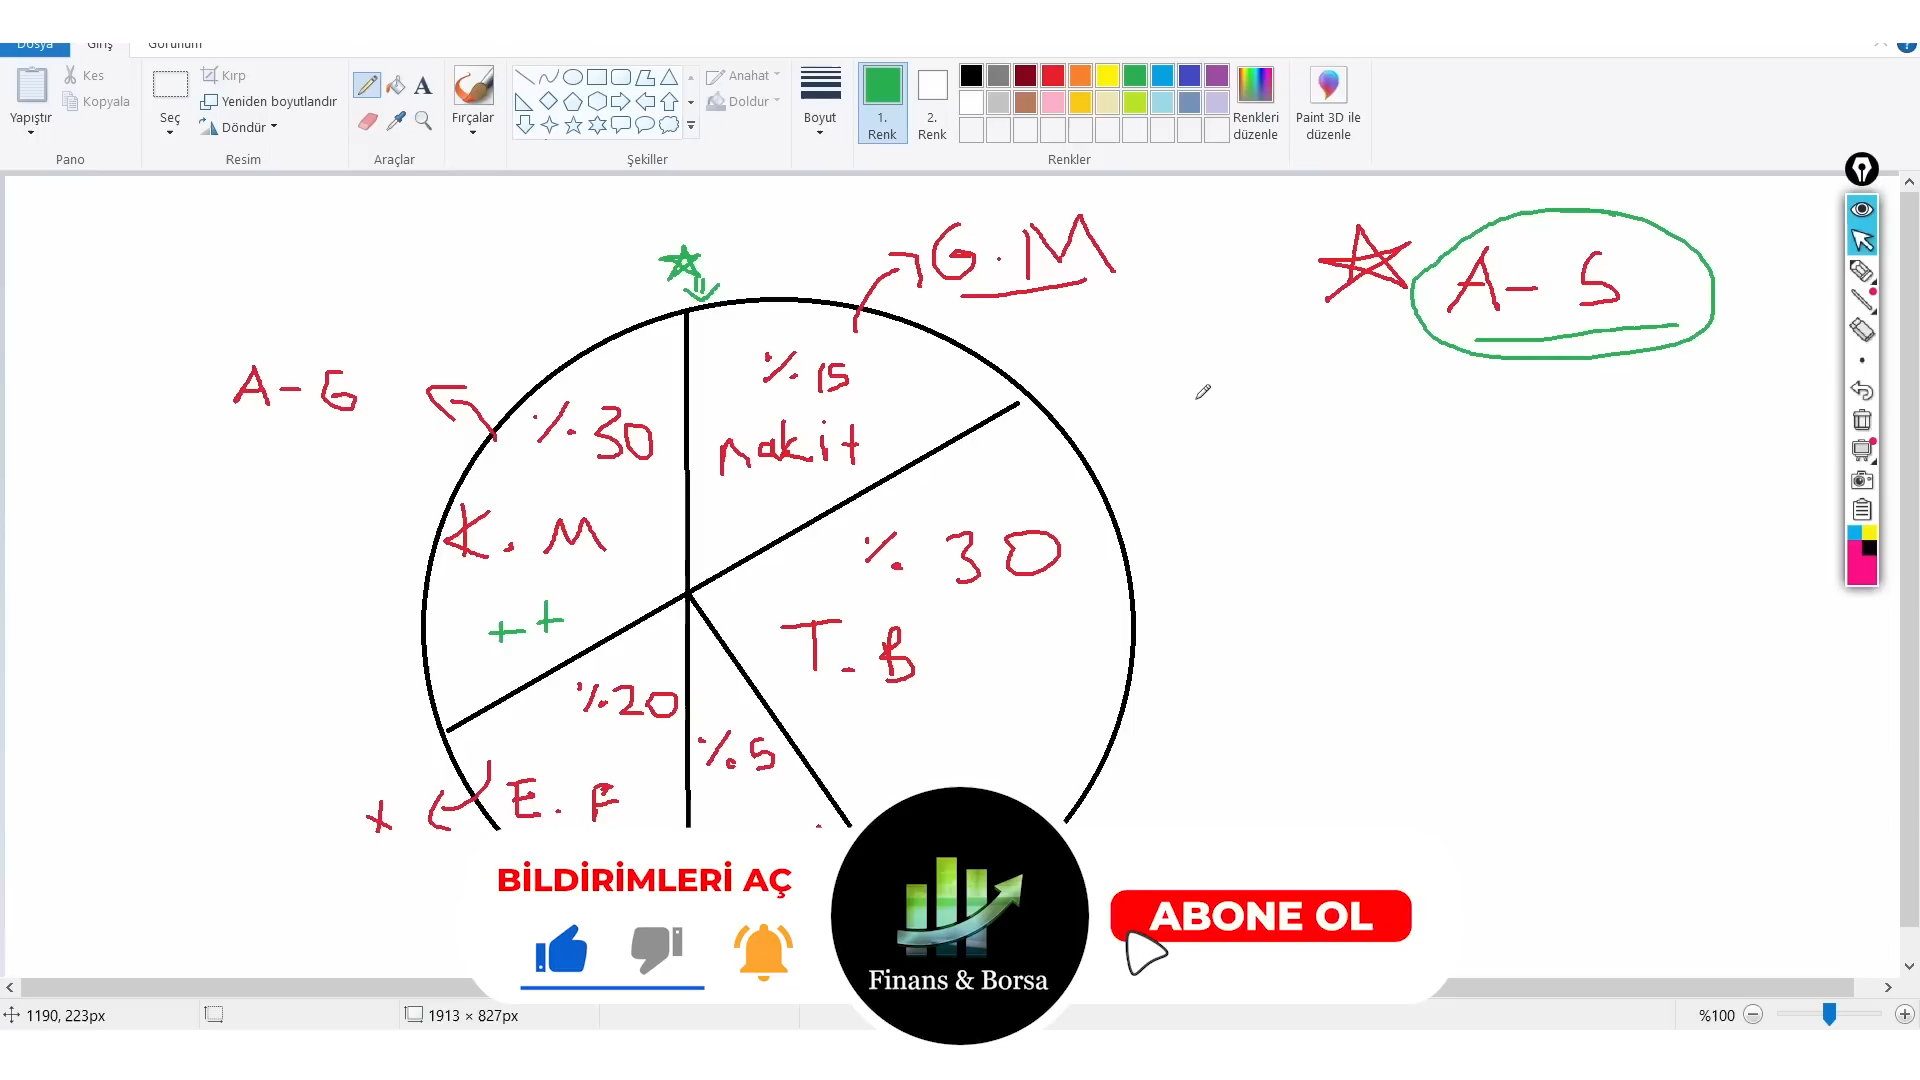 Dosya Giriş Görünüm
Kes
Kopyala
Yapıştır
Pano
Seç
Kırp
Yeniden boyutlandır
Döndür
Resim
A
Araçlar
Fırçalar
Şekiller
Anahat
Doldur
Boyut
1. Renk
2. Renk
Renkler
Renkleri düzenle
Paint 3D ile düzenle
G.M
A- S
A-G
%15
nakit
%.30
K.M
++
%. 30
T-B
%20
%.5
E.F
x
BİLDİRİMLERİ AÇ
Finans & Borsa
ABONE OL
1190, 223px
1913 × 827px
%100